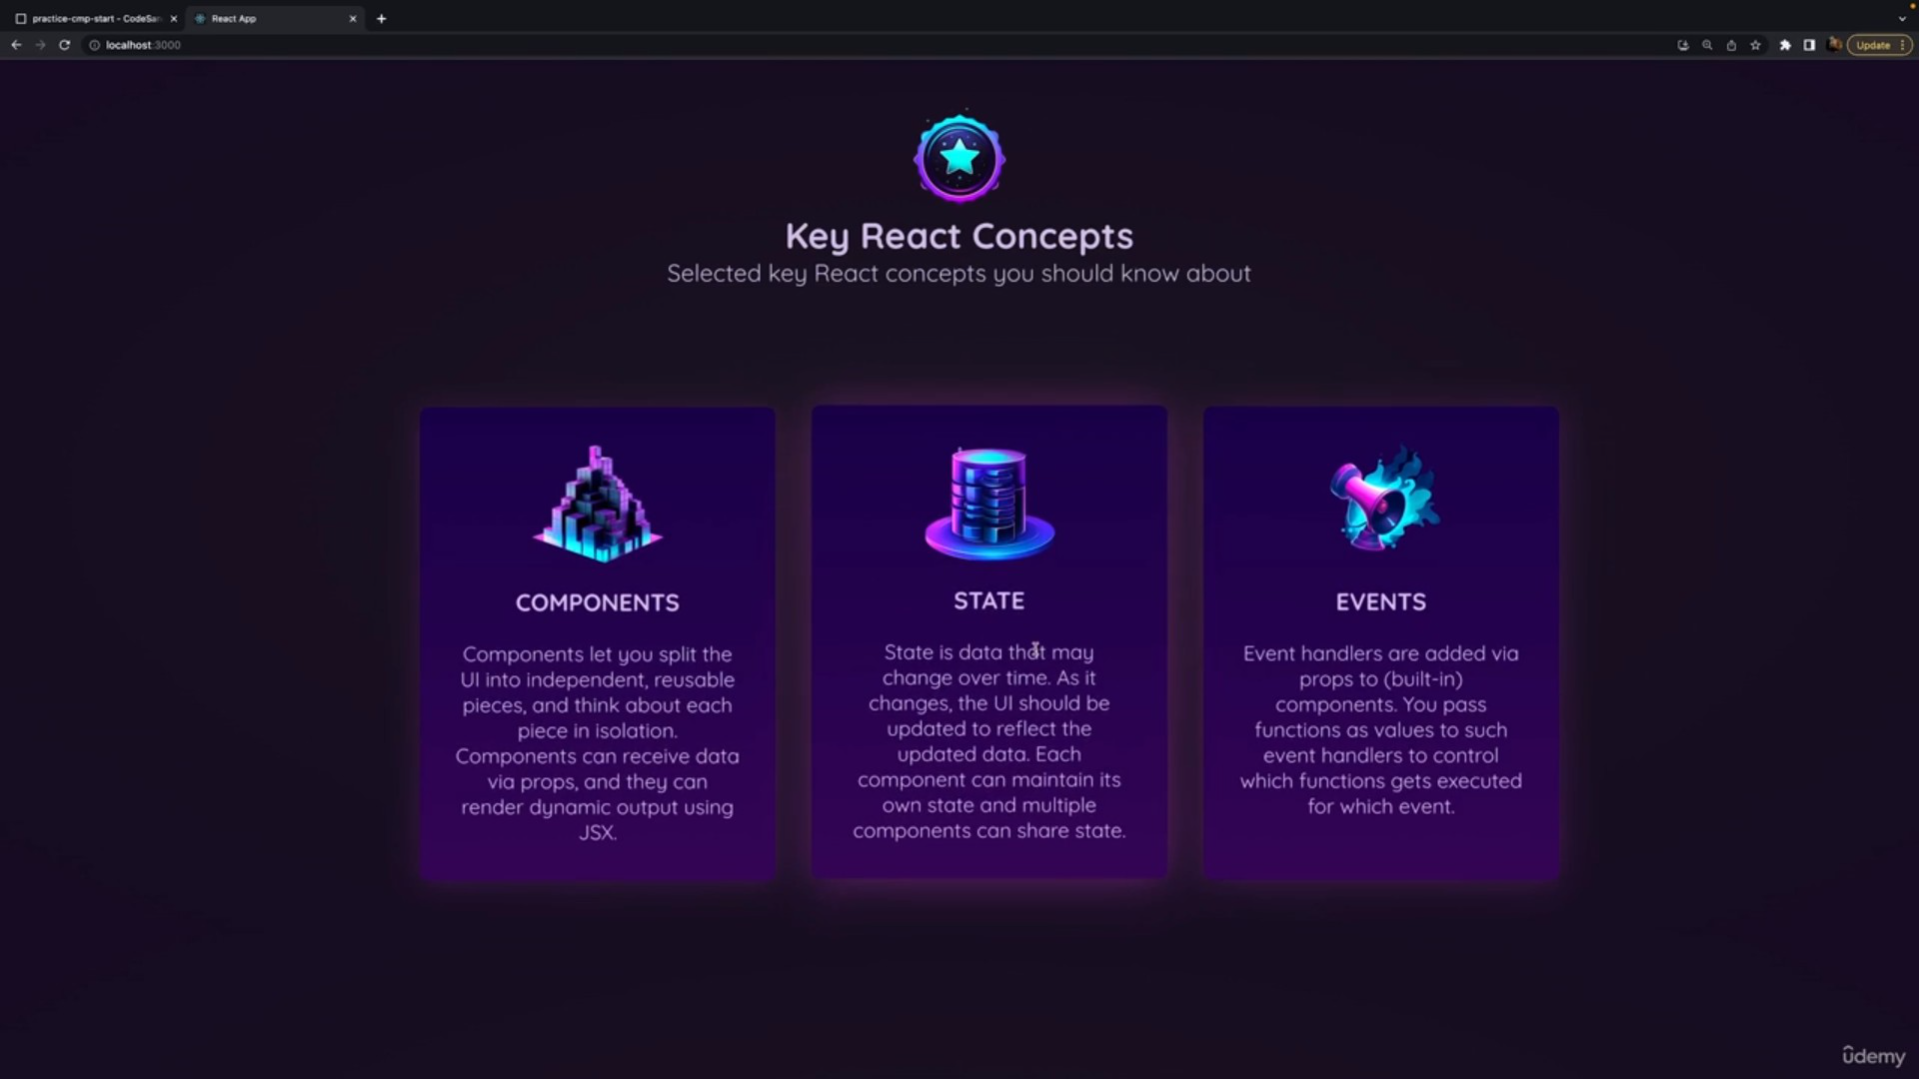 practice-cmp-start - CodeSan
React App
localhost:3000
Update
Key React Concepts
Selected key React concepts you should know about
COMPONENTS
Components let you split the
UI into independent, reusable
pieces, and think about each
piece in isolation.
Components can receive data
via props, and they can
render dynamic output using
JSX.
STATE
State is data that may
change over time. As it
changes, the UI should be
updated to reflect the
updated data. Each
component can maintain its
own state and multiple
components can share state.
EVENTS
Event handlers are added via
props to (built-in)
components. You pass
functions as values to such
event handlers to control
which functions gets executed
for which event.
ûdemy